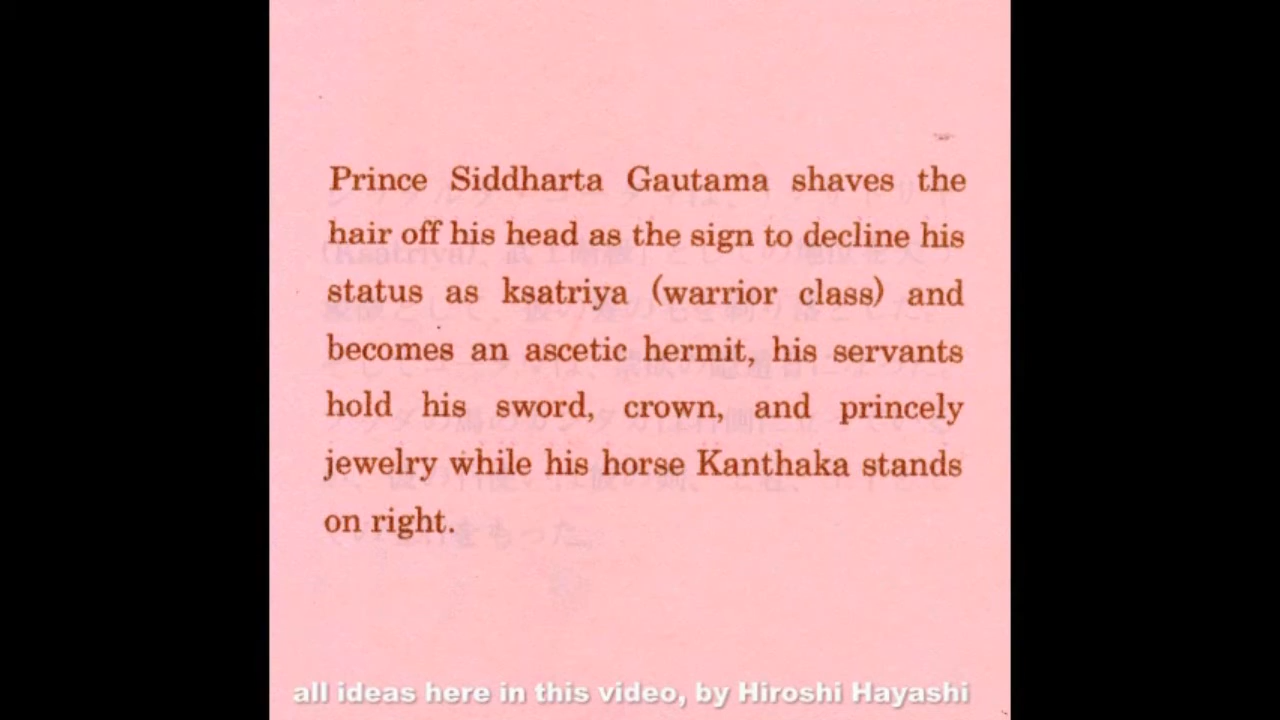 Prince Siddharta Gautama shaves the
hair off his head as the sign to decline his
status as ksatriya (warrior class) and
becomes an ascetic hermit, his servants
hold his sword, crown, and princely
jewelry while his horse Kanthaka stands
on right.
all ideas here in this video, by Hiroshi Hayashi